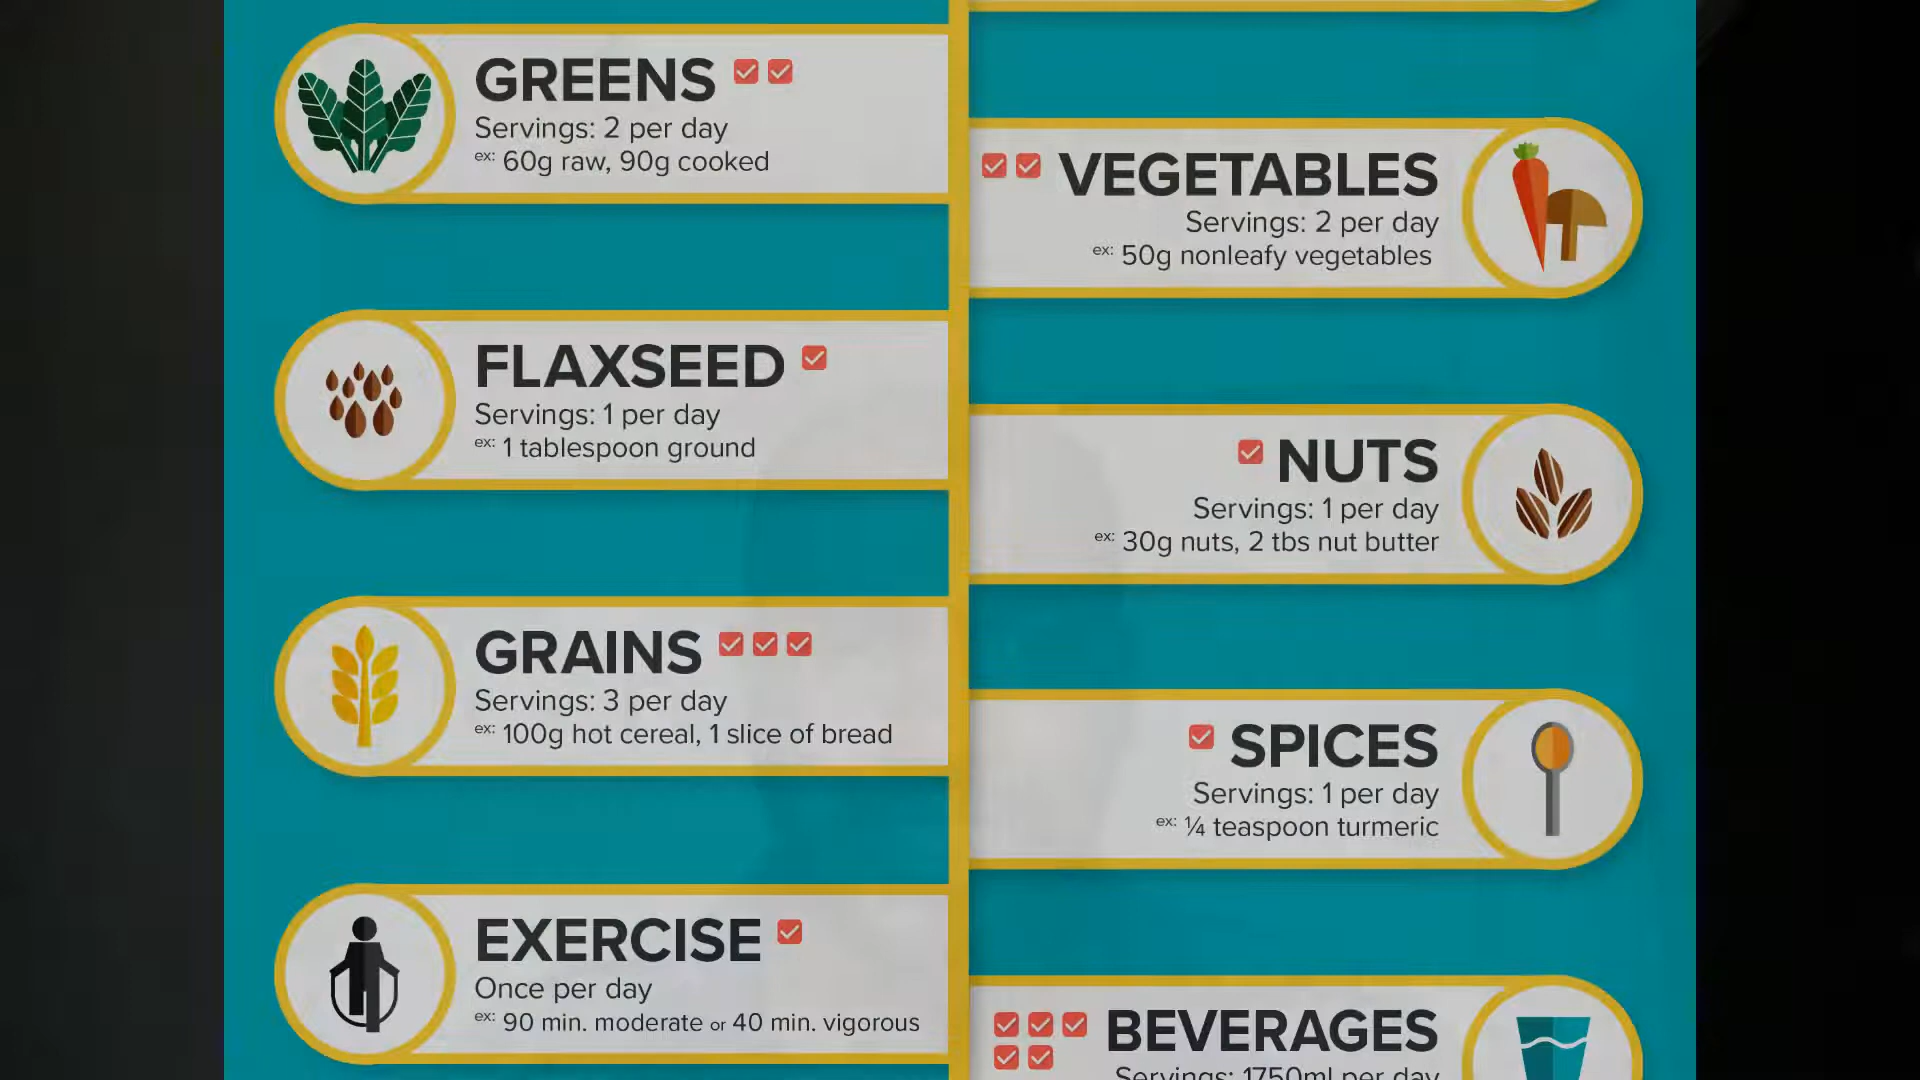 GREENS
Servings: 2 per day
ex: 60g raw, 90g cooked
VEGETABLES
Servings: 2 per day
ex: 50g nonleafy vegetables
FLAXSEED
Servings: 1 per day
ex: 1 tablespoon ground
NUTS
Servings: 1 per day
ex: 30g nuts, 2 tbs nut butter
GRAINS
Servings: 3 per day
ex: 100g hot cereal, 1 slice of bread
SPICES
Servings: 1 per day
ex: ¼ teaspoon turmeric
EXERCISE
Once per day
ex: 90 min. moderate or 40 min. vigorous
BEVERAGES
Servings: 1750ml per day